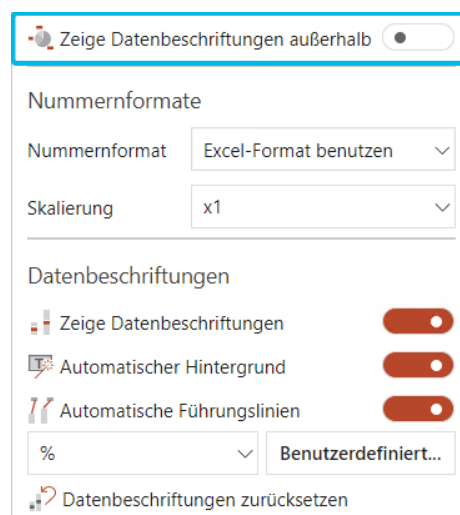 Zeige Datenbeschriftungen außerhalb
Nummernformate
Nummernformat Excel-Format benutzen
Skalierung x1
Datenbeschriftungen
Zeige Datenbeschriftungen
Automatischer Hintergrund
Automatische Führungslinien
% Benutzerdefiniert...
Datenbeschriftungen zurücksetzen